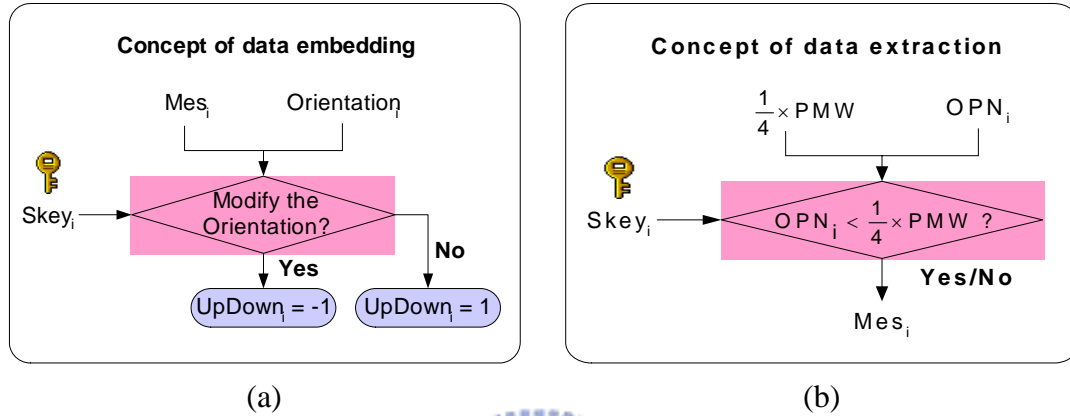 Concept of data embedding
Mes_i
Orientation_i
Skey_i
Modify the
Orientation?
Yes
No
UpDown_i = -1
UpDown_i = 1
(a)
Concept of data extraction
1/4 × PMW
OPN_i
Skey_i
OPN_i < 1/4 × PMW ?
Yes/No
Mes_i
(b)